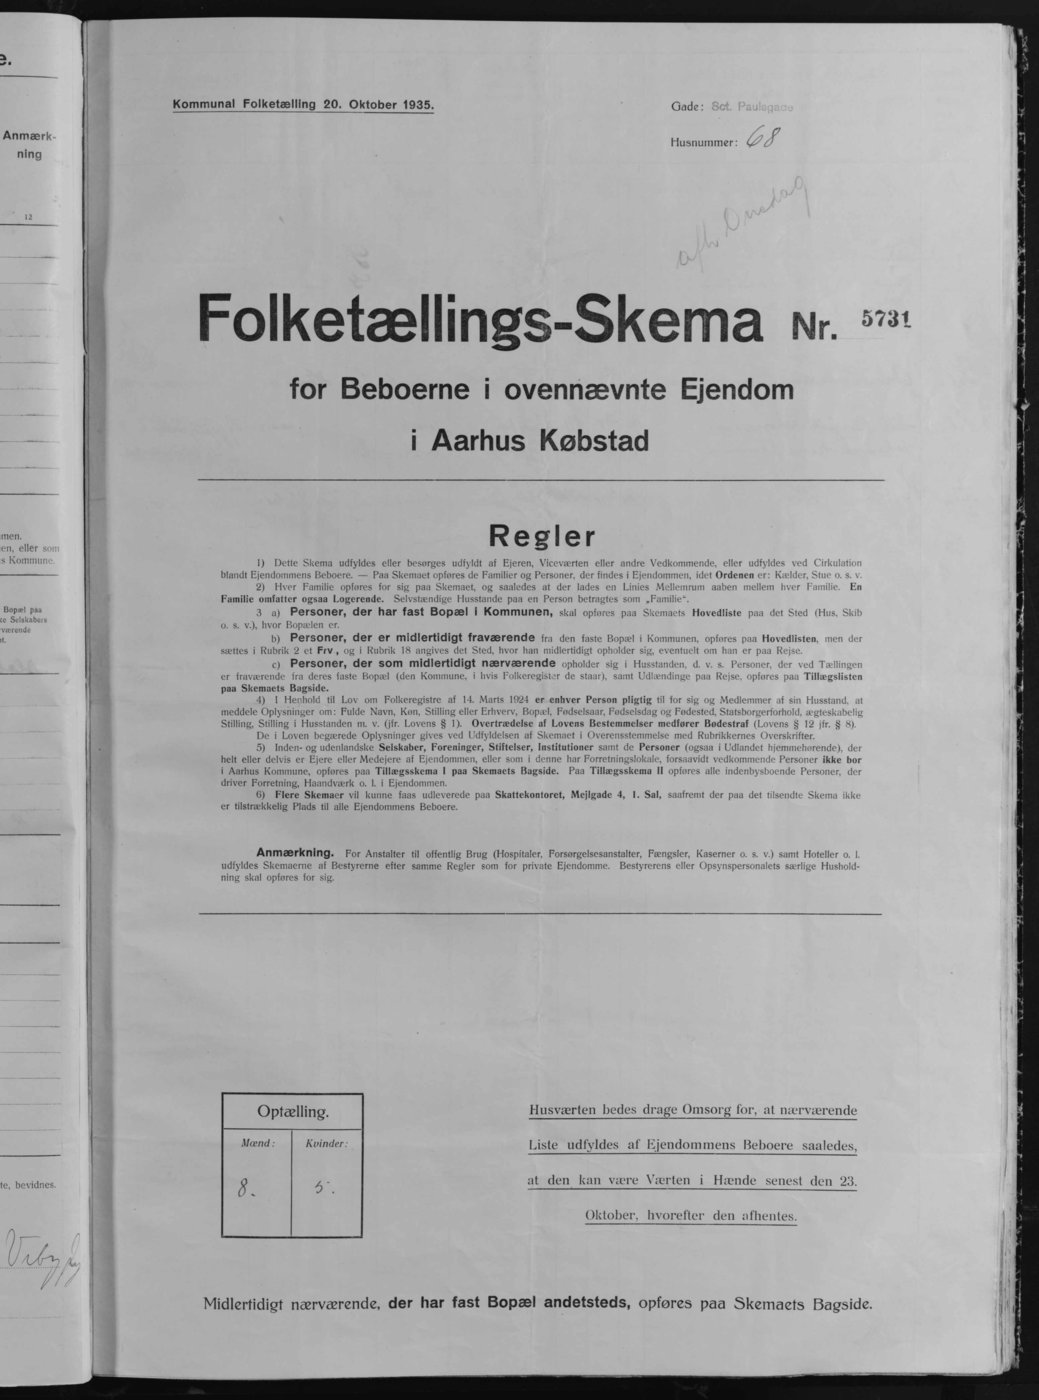 e.
Anmærk-
ning
12
men.
en, eller som
s Kommune.
Bopæl paa
ke Selskabers
rværende
te, bevidnes.
Kommunal Folketælling 20. Oktober 1935.
Gade: Sct. Paulsgade
Husnummer: 68
afh Onsdag
Folketællings-Skema Nr. 5731
for Beboerne i ovennævnte Ejendom
i Aarhus Købstad
Regler
1) Dette Skema udfyldes eller besørges udfyldt af Ejeren, Viceværten eller andre Vedkommende, eller udfyldes ved Cirkulation
blandt Ejendommens Beboere. — Paa Skemaet opføres de Familier og Personer, der findes i Ejendommen, idet Ordenen er: Kælder, Stue o. s. v.
2) Hver Familie opføres for sig paa Skemaet, og saaledes at der lades en Linies Mellemrum aaben mellem hver Familie. En
Familie omfatter ogsaa Logerende. Selvstændige Husstande paa en Person betragtes som „Familie“.
3 a) Personer, der har fast Bopæl i Kommunen, skal opføres paa Skemaets Hovedliste paa det Sted (Hus, Skib
o. s. v.), hvor Bopælen er.
b) Personer, der er midlertidigt fraværende fra den faste Bopæl i Kommunen, opføres paa Hovedlisten, men der
sættes i Rubrik 2 et Frv , og i Rubrik 18 angives det Sted, hvor han midlertidigt opholder sig, eventuelt om han er paa Rejse.
c) Personer, der som midlertidigt nærværende opholder sig i Husstanden, d. v. s. Personer, der ved Tællingen
er fraværende fra deres faste Bopæl (den Kommune, i hvis Folkeregister de staar), samt Udlændinge paa Rejse, opføres paa Tillægslisten
paa Skemaets Bagside.
4) I Henhold til Lov om Folkeregistre af 14. Marts 1924 er enhver Person pligtig til for sig og Medlemmer af sin Husstand, at
meddele Oplysninger om: Fulde Navn, Køn, Stilling eller Erhverv, Bopæl, Fødselsaar, Fødselsdag og Fødested, Statsborgerforhold, ægteskabelig
Stilling, Stilling i Husstanden m. v. (jfr. Lovens § 1). Overtrædelse af Lovens Bestemmelser medfører Bødestraf (Lovens § 12 jfr. § 8).
De i Loven begærede Oplysninger gives ved Udfyldelsen af Skemaet i Overensstemmelse med Rubrikkernes Overskrifter.
5) Inden- og udenlandske Selskaber, Foreninger, Stiftelser, Institutioner samt de Personer (ogsaa i Udlandet hjemmehørende), der
helt eller delvis er Ejere eller Medejere af Ejendommen, eller som i denne har Forretningslokale, forsaavidt vedkommende Personer ikke bor
i Aarhus Kommune, opføres paa Tillægsskema I paa Skemaets Bagside. Paa Tillægsskema II opføres alle indenbysboende Personer, der
driver Forretning, Haandværk o. l. i Ejendommen.
6) Flere Skemaer vil kunne faas udleverede paa Skattekontoret, Mejlgade 4, 1. Sal, saafremt der paa det tilsendte Skema ikke
er tilstrækkelig Plads til alle Ejendommens Beboere.
Anmærkning. For Anstalter til offentlig Brug (Hospitaler, Forsørgelsesanstalter, Fængsler, Kaserner o. s. v.) samt Hoteller o. l.
udfyldes Skemaerne af Bestyrerne efter samme Regler som for private Ejendomme. Bestyrerens eller Opsynspersonalets særlige Hushold-
ning skal opføres for sig.
Optælling.
Mænd: Kvinder:
8. 5.
Husværten bedes drage Omsorg for, at nærværende
Liste udfyldes af Ejendommens Beboere saaledes,
at den kan være Værten i Hænde senest den 23.
Oktober, hvorefter den afhentes.
Midlertidigt nærværende, der har fast Bopæl andetsteds, opføres paa Skemaets Bagside.